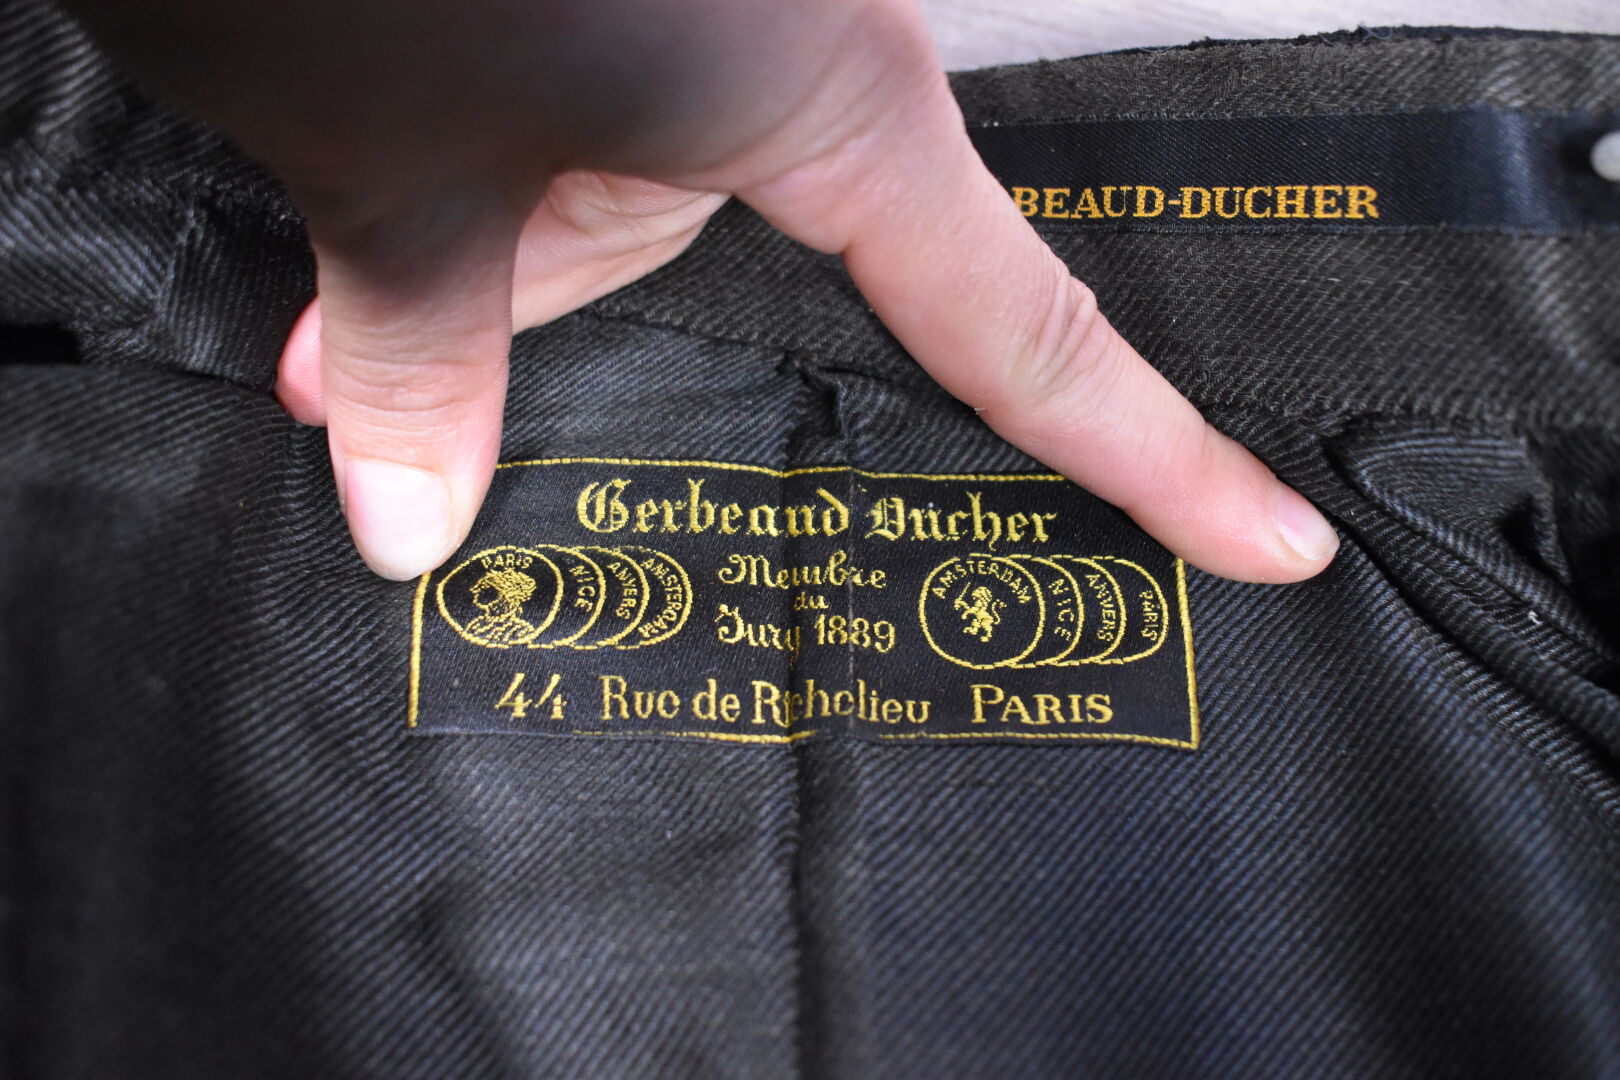 BEAUD-DUCHER
Gerbeaud Ducher
Membre
du
Jury 1889
PARIS NICE ANVERS AMSTERDAM
AMSTERDAM NICE ANVERS PARIS
44 Rue de Richelieu PARIS